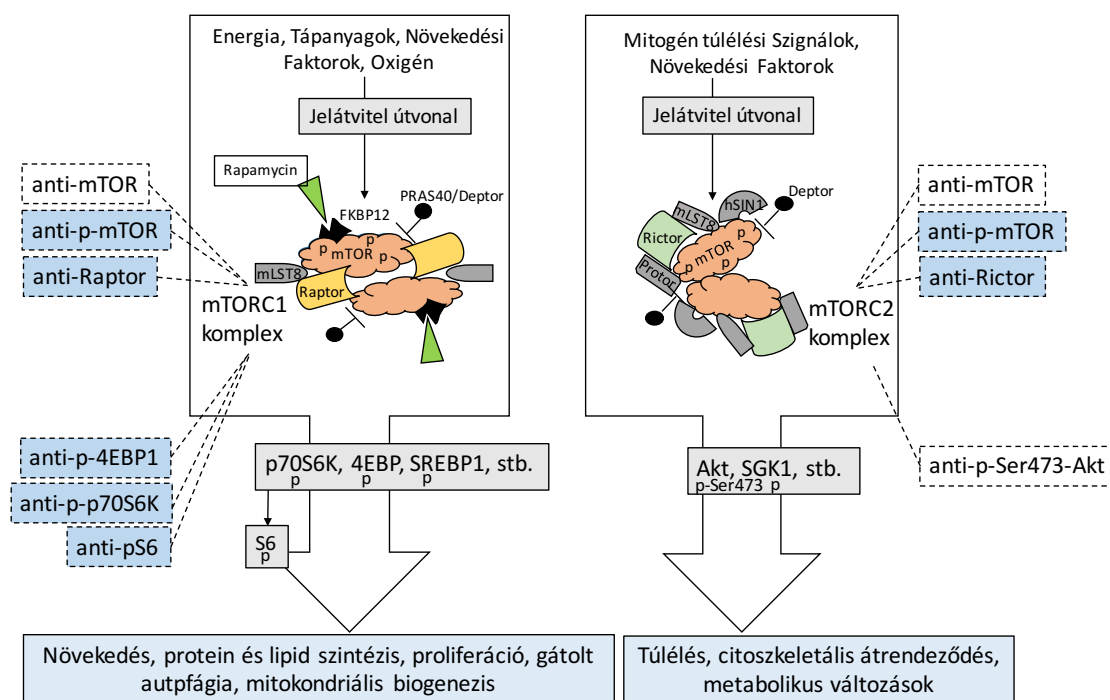 Energia, Tápanyagok, Növekedési
Faktorok, Oxigén
Jelátvitel útvonal
Rapamycin
PRAS40/Deptor
FKBP12
p
p
mTOR
p
mLST8
Raptor
anti-mTOR
anti-p-mTOR
anti-Raptor
mTORC1
komplex
anti-p-4EBP1
anti-p-p70S6K
anti-pS6
p70S6K, 4EBP, SREBP1, stb.
p p p
S6
p
Növekedés, protein és lipid szintézis, proliferáció, gátolt
autpfágia, mitokondriális biogenezis
Mitogén túlélési Szignálok,
Növekedési Faktorok
Jelátvitel útvonal
Deptor
hSIN1
mLST8
Rictor
mTOR
p
p
p
Protor
anti-mTOR
anti-p-mTOR
anti-Rictor
mTORC2
komplex
anti-p-Ser473-Akt
Akt, SGK1, stb.
p-Ser473 p
Túlélés, citoszkeletális átrendeződés,
metabolikus változások